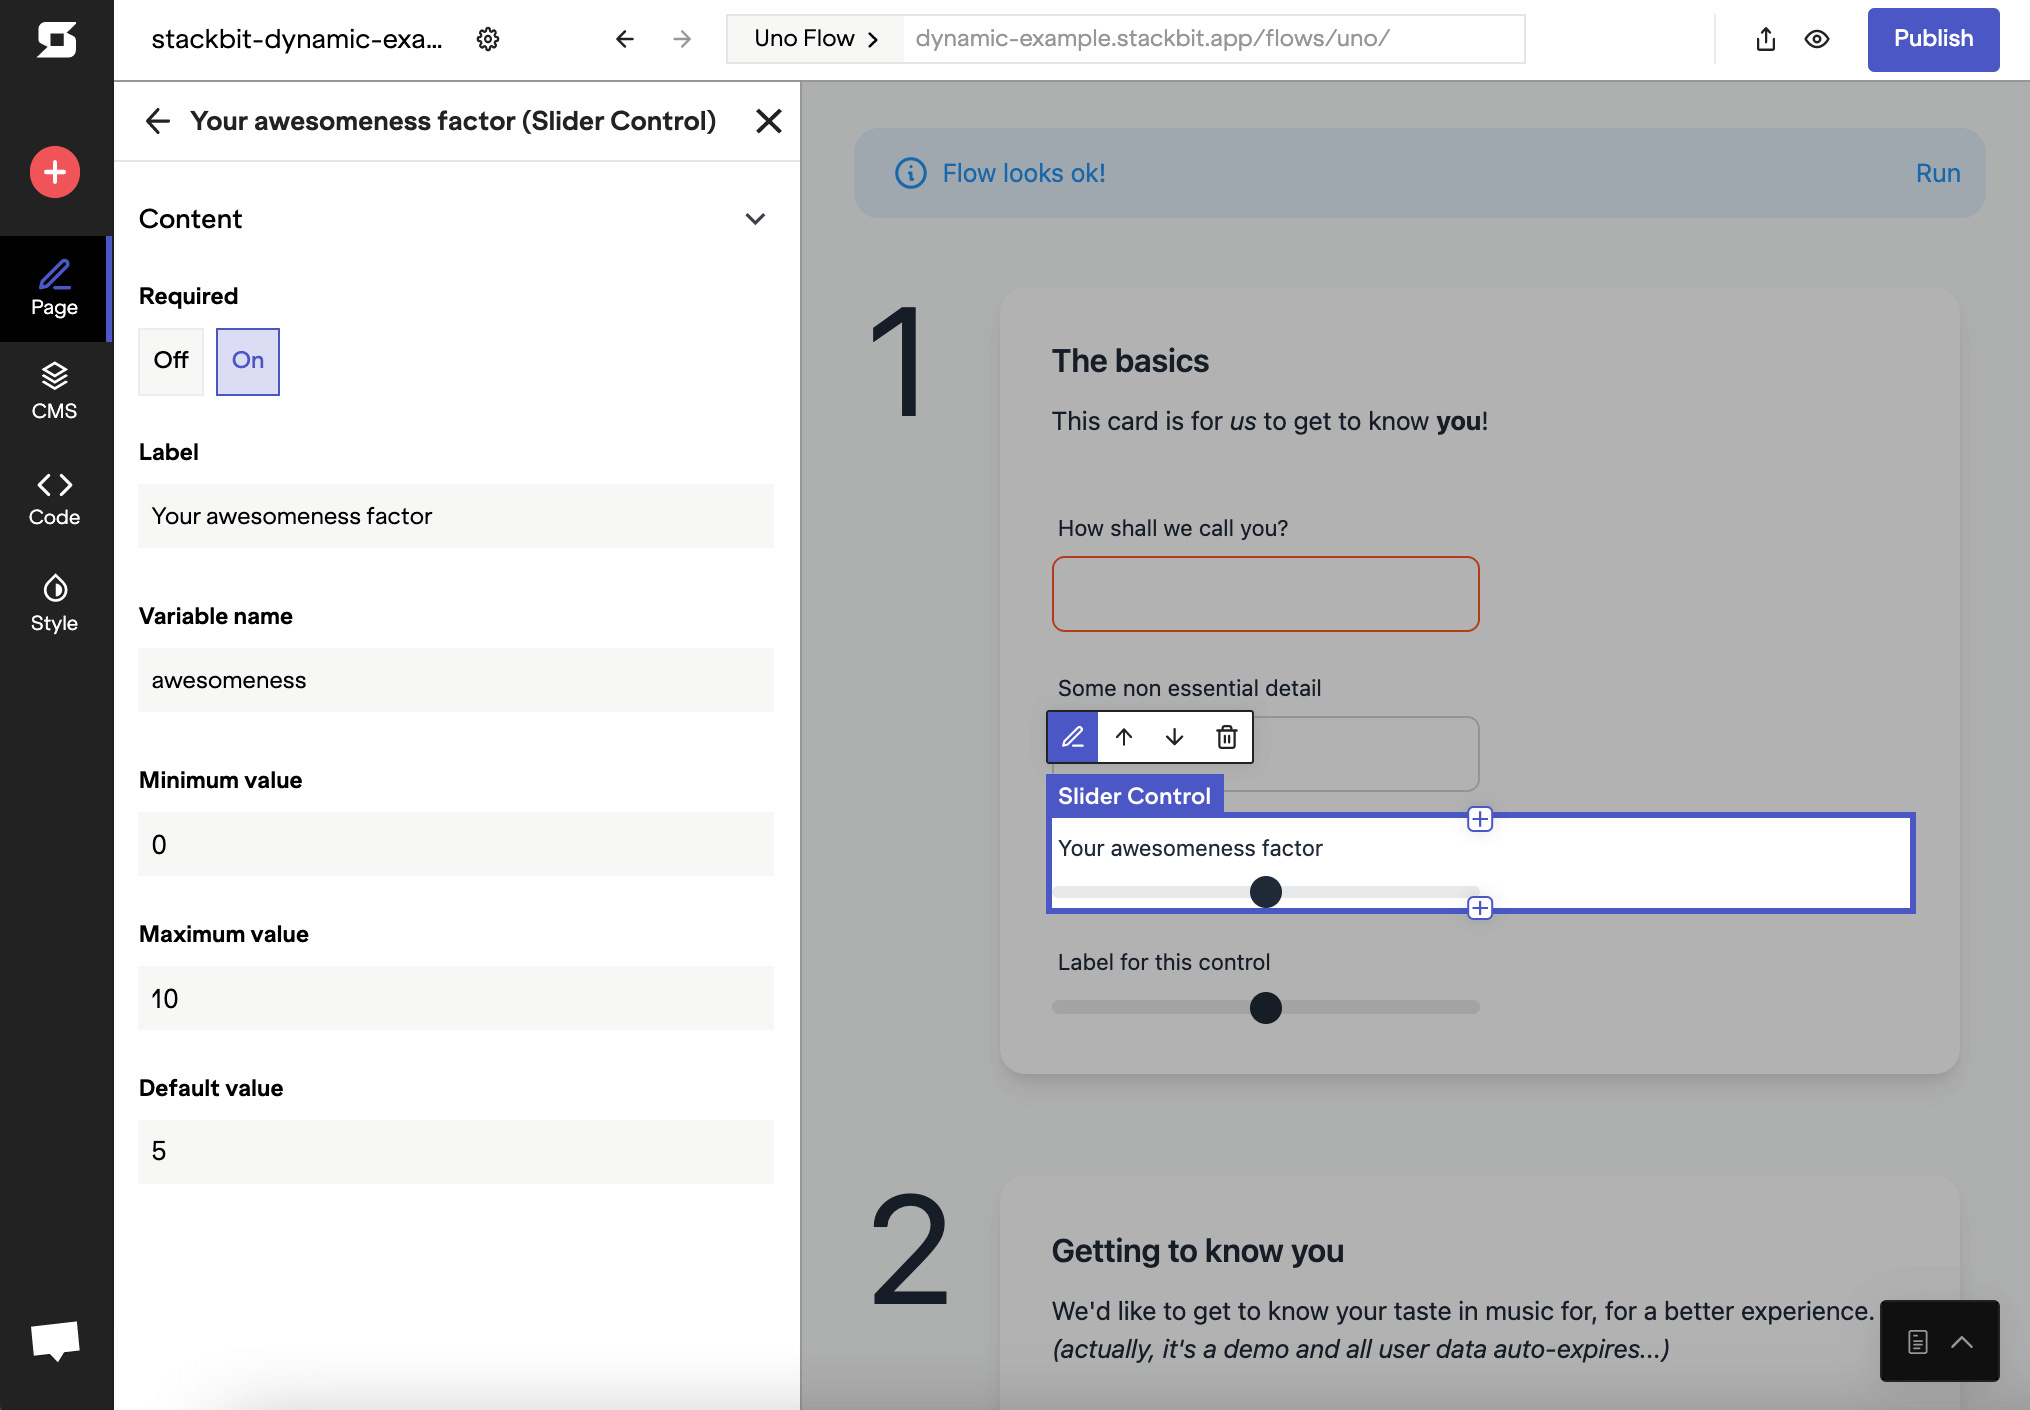 stackbit-dynamic-exa...
Uno Flow
dynamic-example.stackbit.app/flows/uno/
Publish
Page
CMS
Code
Style
Your awesomeness factor (Slider Control)
Content
Required
Off
On
Label
Your awesomeness factor
Variable name
awesomeness
Minimum value
0
Maximum value
10
Default value
5
Flow looks ok!
Run
1
The basics
This card is for us to get to know you!
How shall we call you?
Some non essential detail
Slider Control
Your awesomeness factor
Label for this control
2
Getting to know you
We'd like to get to know your taste in music for, for a better experience.
(actually, it's a demo and all user data auto-expires...)